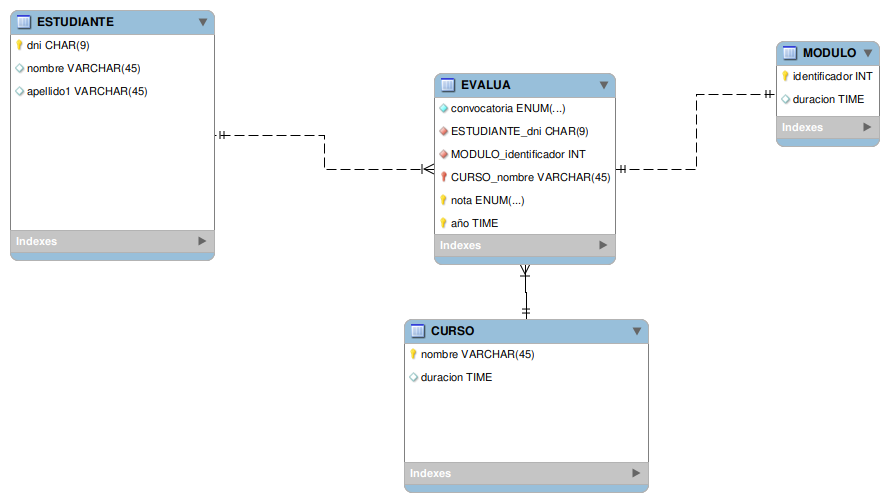 ESTUDIANTE
dni CHAR(9)
nombre VARCHAR(45)
apellido1 VARCHAR(45)
Indexes
EVALUA
convocatoria ENUM(...)
ESTUDIANTE_dni CHAR(9)
MODULO_identificador INT
CURSO_nombre VARCHAR(45)
nota ENUM(...)
año TIME
Indexes
MODULO
identificador INT
duracion TIME
Indexes
CURSO
nombre VARCHAR(45)
duracion TIME
Indexes